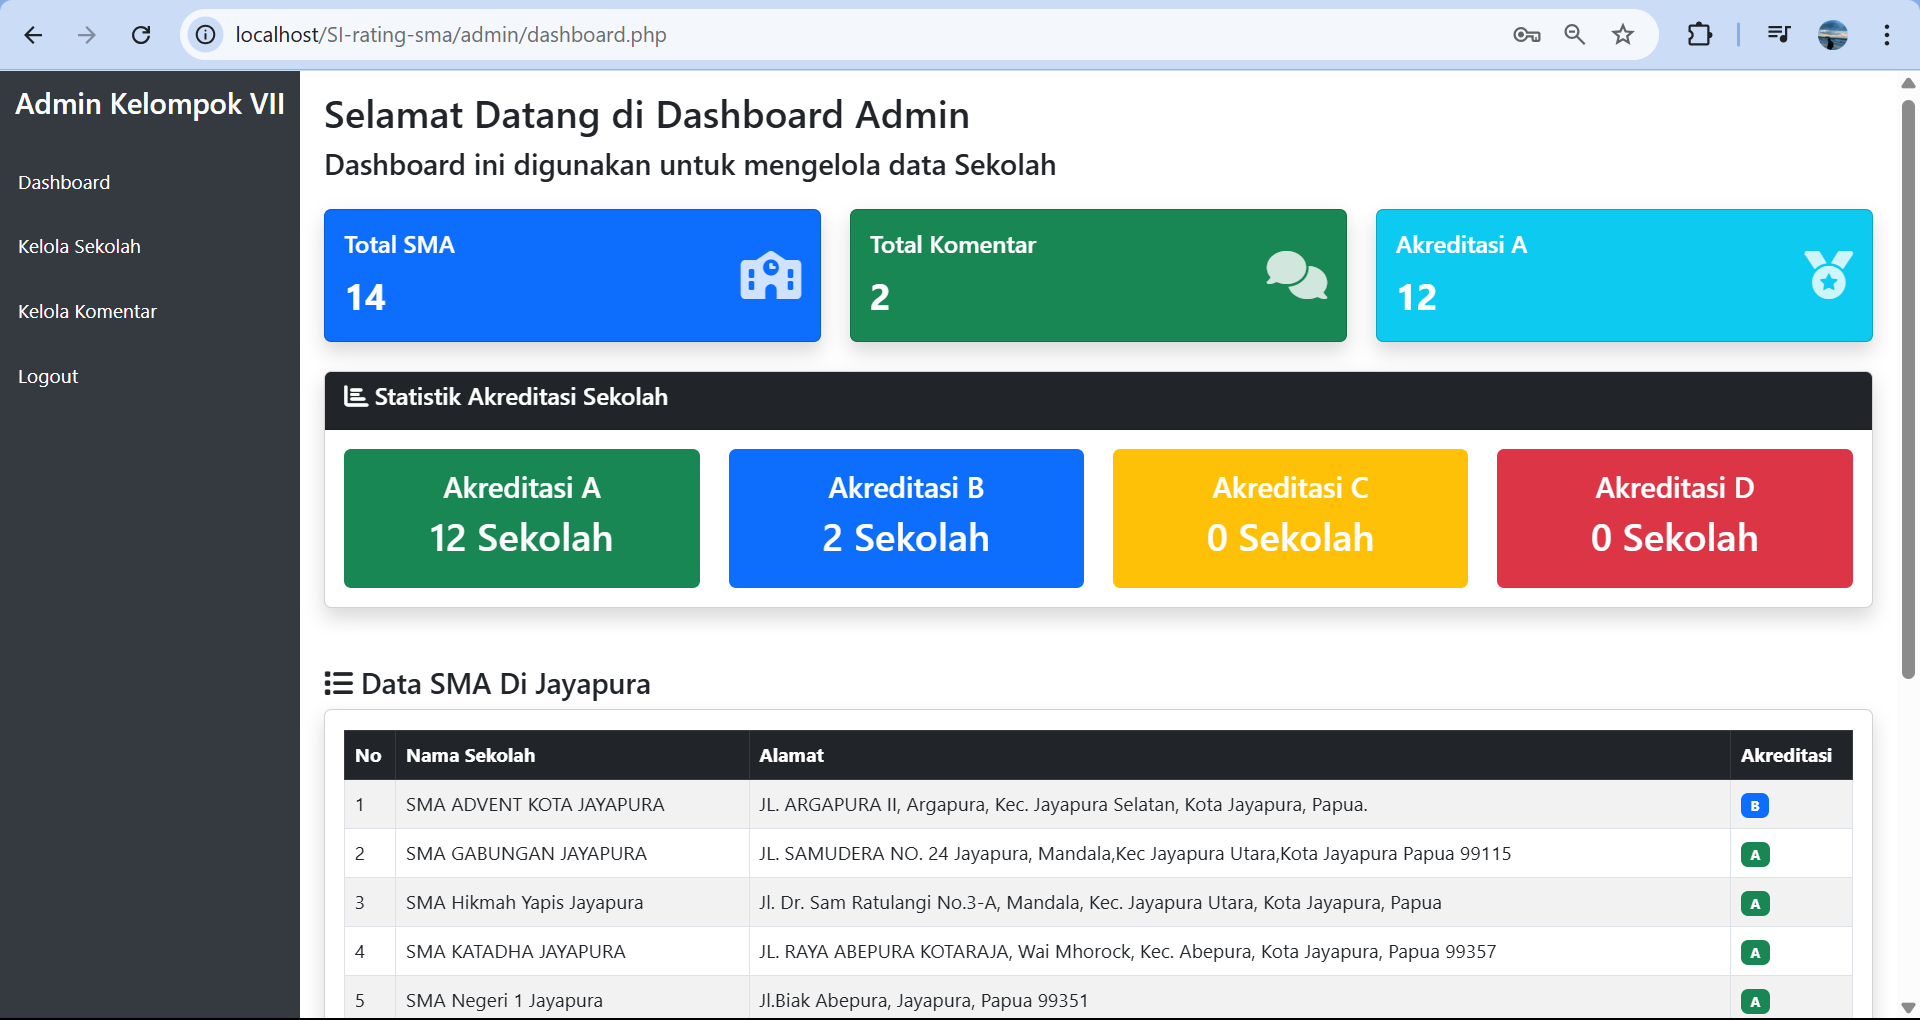 localhost/SI-rating-sma/admin/dashboard.php
Admin Kelompok VII
Dashboard
Kelola Sekolah
Kelola Komentar
Logout
Selamat Datang di Dashboard Admin
Dashboard ini digunakan untuk mengelola data Sekolah
Total SMA
14
Total Komentar
2
Akreditasi A
12
Statistik Akreditasi Sekolah
Akreditasi A
12 Sekolah
Akreditasi B
2 Sekolah
Akreditasi C
0 Sekolah
Akreditasi D
0 Sekolah
Data SMA Di Jayapura
No Nama Sekolah Alamat Akreditasi
1 SMA ADVENT KOTA JAYAPURA JL. ARGAPURA II, Argapura, Kec. Jayapura Selatan, Kota Jayapura, Papua. B
2 SMA GABUNGAN JAYAPURA JL. SAMUDERA NO. 24 Jayapura, Mandala,Kec Jayapura Utara,Kota Jayapura Papua 99115 A
3 SMA Hikmah Yapis Jayapura Jl. Dr. Sam Ratulangi No.3-A, Mandala, Kec. Jayapura Utara, Kota Jayapura, Papua A
4 SMA KATADHA JAYAPURA JL. RAYA ABEPURA KOTARAJA, Wai Mhorock, Kec. Abepura, Kota Jayapura, Papua 99357 A
5 SMA Negeri 1 Jayapura Jl.Biak Abepura, Jayapura, Papua 99351 A